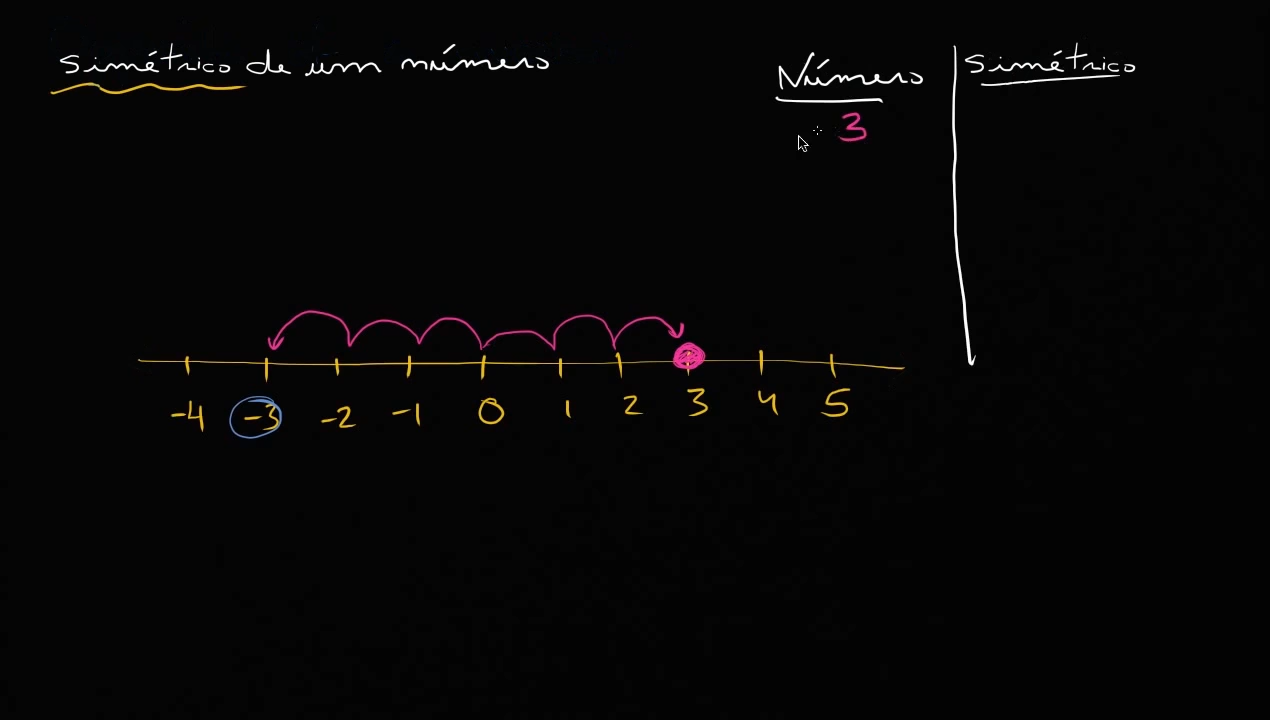 simétrico de um número
Número
simétrico
3
-4 -3 -2 -1 0 1 2 3 4 5